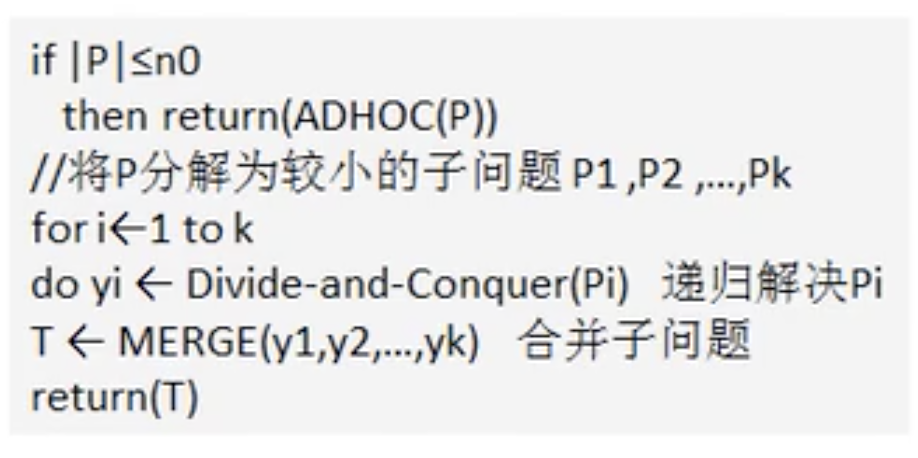 if |P|≤n0
then return(ADHOC(P))
//将P分解为较小的子问题 P1 ,P2 ,...,Pk
for i←1 to k
do yi ← Divide-and-Conquer(Pi) 递归解决Pi
T ← MERGE(y1,y2,...,yk) 合并子问题
return(T)